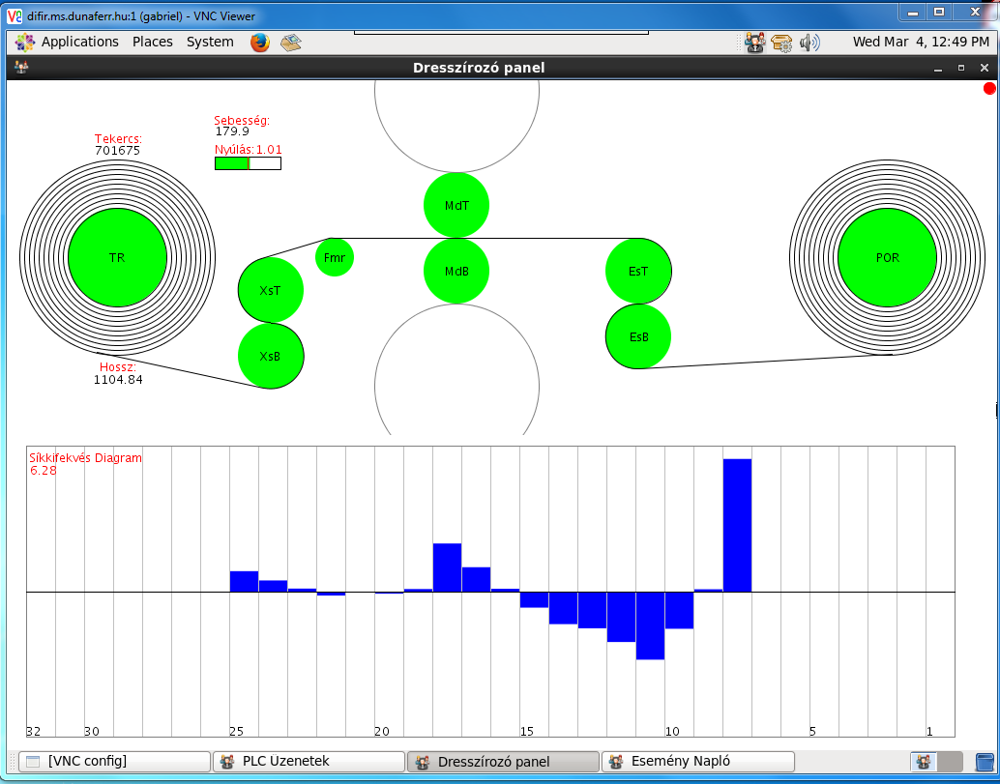 difir.ms.dunaferr.hu:1 (gabriel) - VNC Viewer
Applications Places System
Wed Mar 4, 12:49 PM
Dresszírozó panel
Sebesség:
179.9
Tekercs:
701675
Nyúlás: 1.01
MdT
TR
Fmr
MdB
EsT
POR
XsT
EsB
XsB
Hossz:
1104.84
Síkkifekvés Diagram
6.28
32 30 25 20 15 10 5 1
[VNC config] PLC Üzenetek Dresszírozó panel Esemény Napló